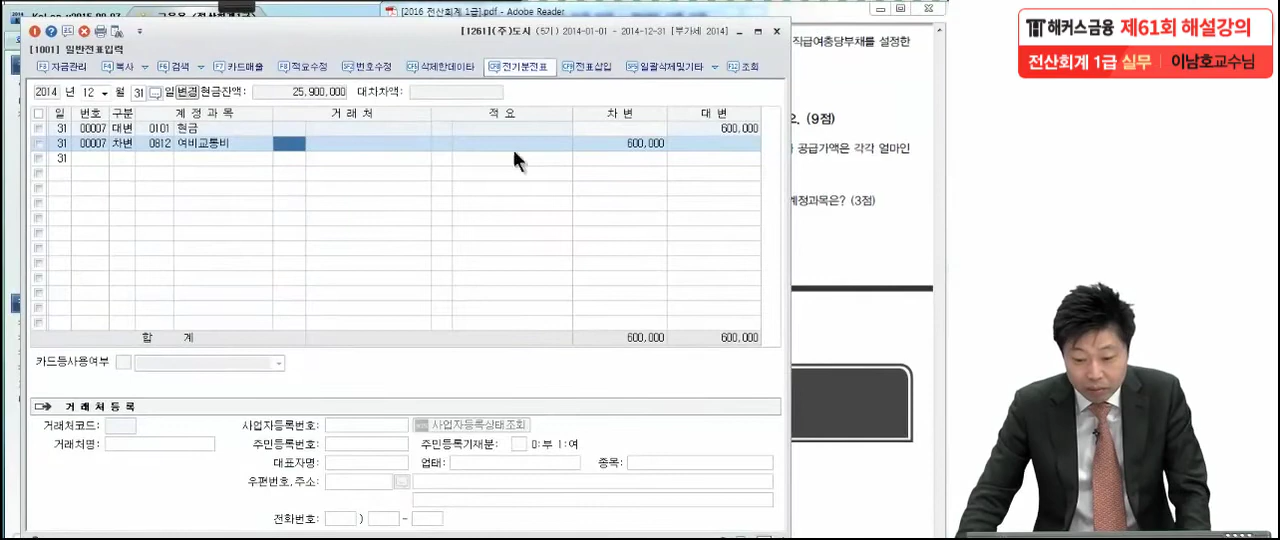 [2016 전산회계 1급].pdf - Adobe Reader
[1261](주)도시 (5기) 2014-01-01 - 2014-12-31 [부가세 2014]
[1001] 일반전표입력
F3 자금관리 F4 복사 F6 검색 F7 카드매출 F8 적요수정 번호수정 삭제한데이타 전기분전표 전표삽입 일괄삭제및기타 F12 조회
2014 년 12 월 31 일 변경 현금잔액: 25,900,000 대차차액:
일 번호 구분 계 정 과 목 거 래 처 적 요 차 변 대 변
31 00007 대변 0101 현금 600,000
31 00007 차변 0812 여비교통비 600,000
31
합 계 600,000 600,000
카드등사용여부
거 래 처 등 록
거래처코드: 사업자등록번호: 사업자등록상태조회
거래처명: 주민등록번호: 주민등록기재분: 0:부 1:여
대표자명: 업태: 종목:
우편번호,주소:
전화번호: ) -
직급여충당부채를 설정한
오. (9점)
공급가액은 각각 얼마인
계정과목은? (3점)
해커스금융 제61회 해설강의
전산회계 1급 실무 이남호교수님